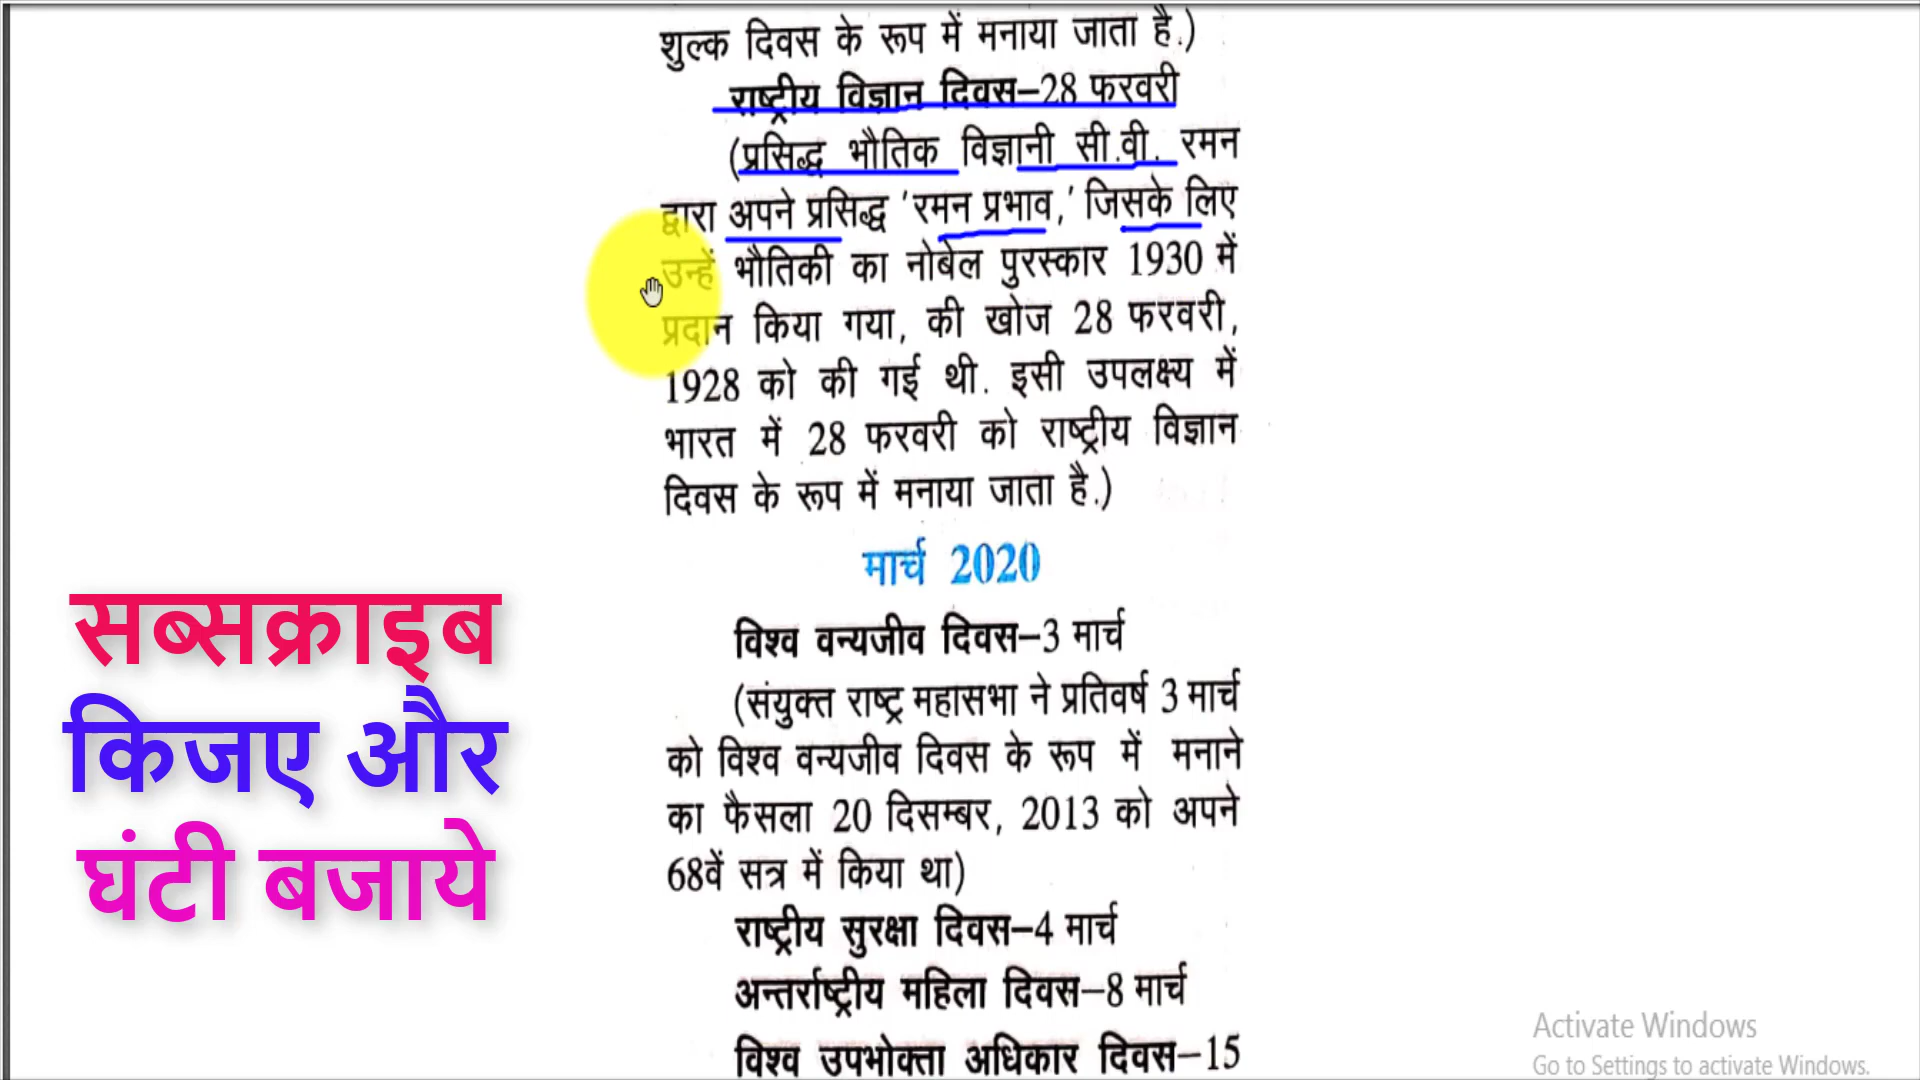 शुल्क दिवस के रूप में मनाया जाता है.)
राष्ट्रीय विज्ञान दिवस–28 फरवरी
(प्रसिद्ध भौतिक विज्ञानी सी.वी. रमन
द्वारा अपने प्रसिद्ध 'रमन प्रभाव,' जिसके लिए
उन्हें भौतिकी का नोबेल पुरस्कार 1930 में
प्रदान किया गया, की खोज 28 फरवरी,
1928 को की गई थी. इसी उपलक्ष्य में
भारत में 28 फरवरी को राष्ट्रीय विज्ञान
दिवस के रूप में मनाया जाता है.)
मार्च 2020
विश्व वन्यजीव दिवस–3 मार्च
(संयुक्त राष्ट्र महासभा ने प्रतिवर्ष 3 मार्च
को विश्व वन्यजीव दिवस के रूप में मनाने
का फैसला 20 दिसम्बर, 2013 को अपने
68वें सत्र में किया था)
राष्ट्रीय सुरक्षा दिवस–4 मार्च
अन्तर्राष्ट्रीय महिला दिवस–8 मार्च
विश्व उपभोक्ता अधिकार दिवस–15
सब्सक्राइब
किजए और
घंटी बजाये
Activate Windows
Go to Settings to activate Windows.